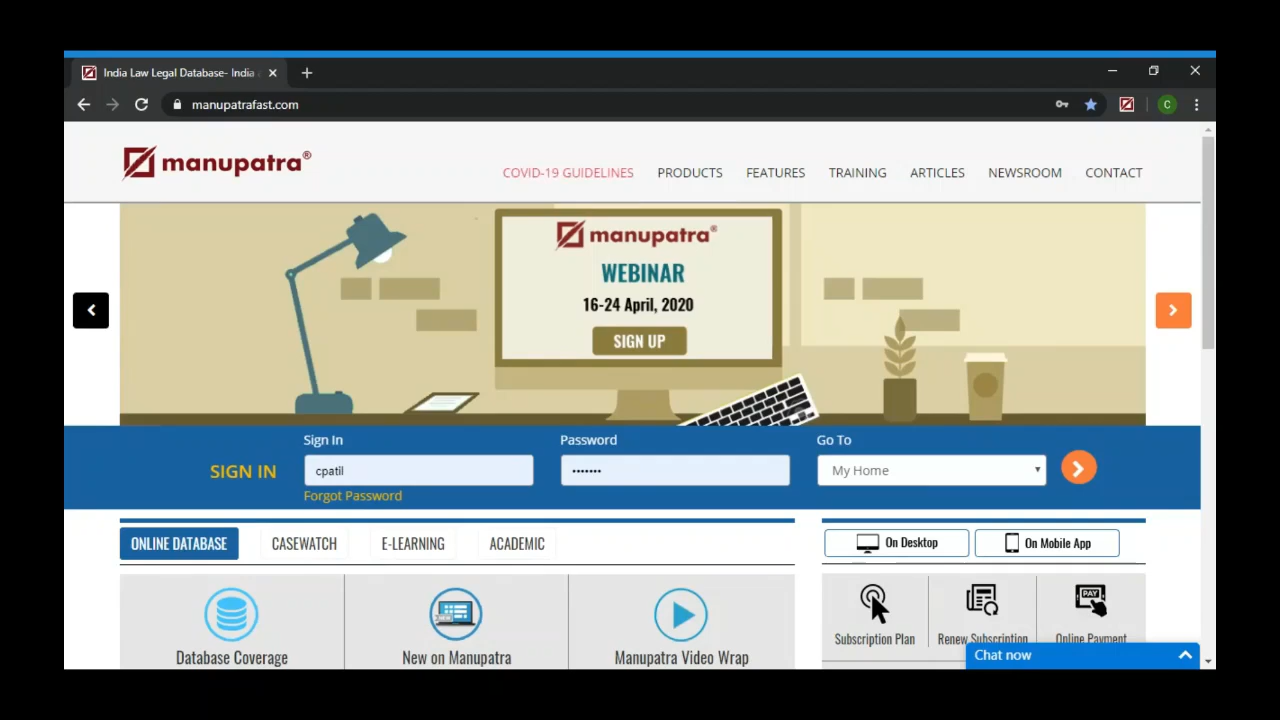 India Law Legal Database- India
manupatrafast.com
C
manupatra®
COVID-19 GUIDELINES PRODUCTS FEATURES TRAINING ARTICLES NEWSROOM CONTACT
manupatra®
WEBINAR
16-24 April, 2020
SIGN UP
Sign In Password Go To
SIGN IN cpatil ••••••• My Home
Forgot Password
ONLINE DATABASE CASEWATCH E-LEARNING ACADEMIC On Desktop On Mobile App
PAY
Subscription Plan Renew Subscription Online Payment
Database Coverage New on Manupatra Manupatra Video Wrap
Chat now